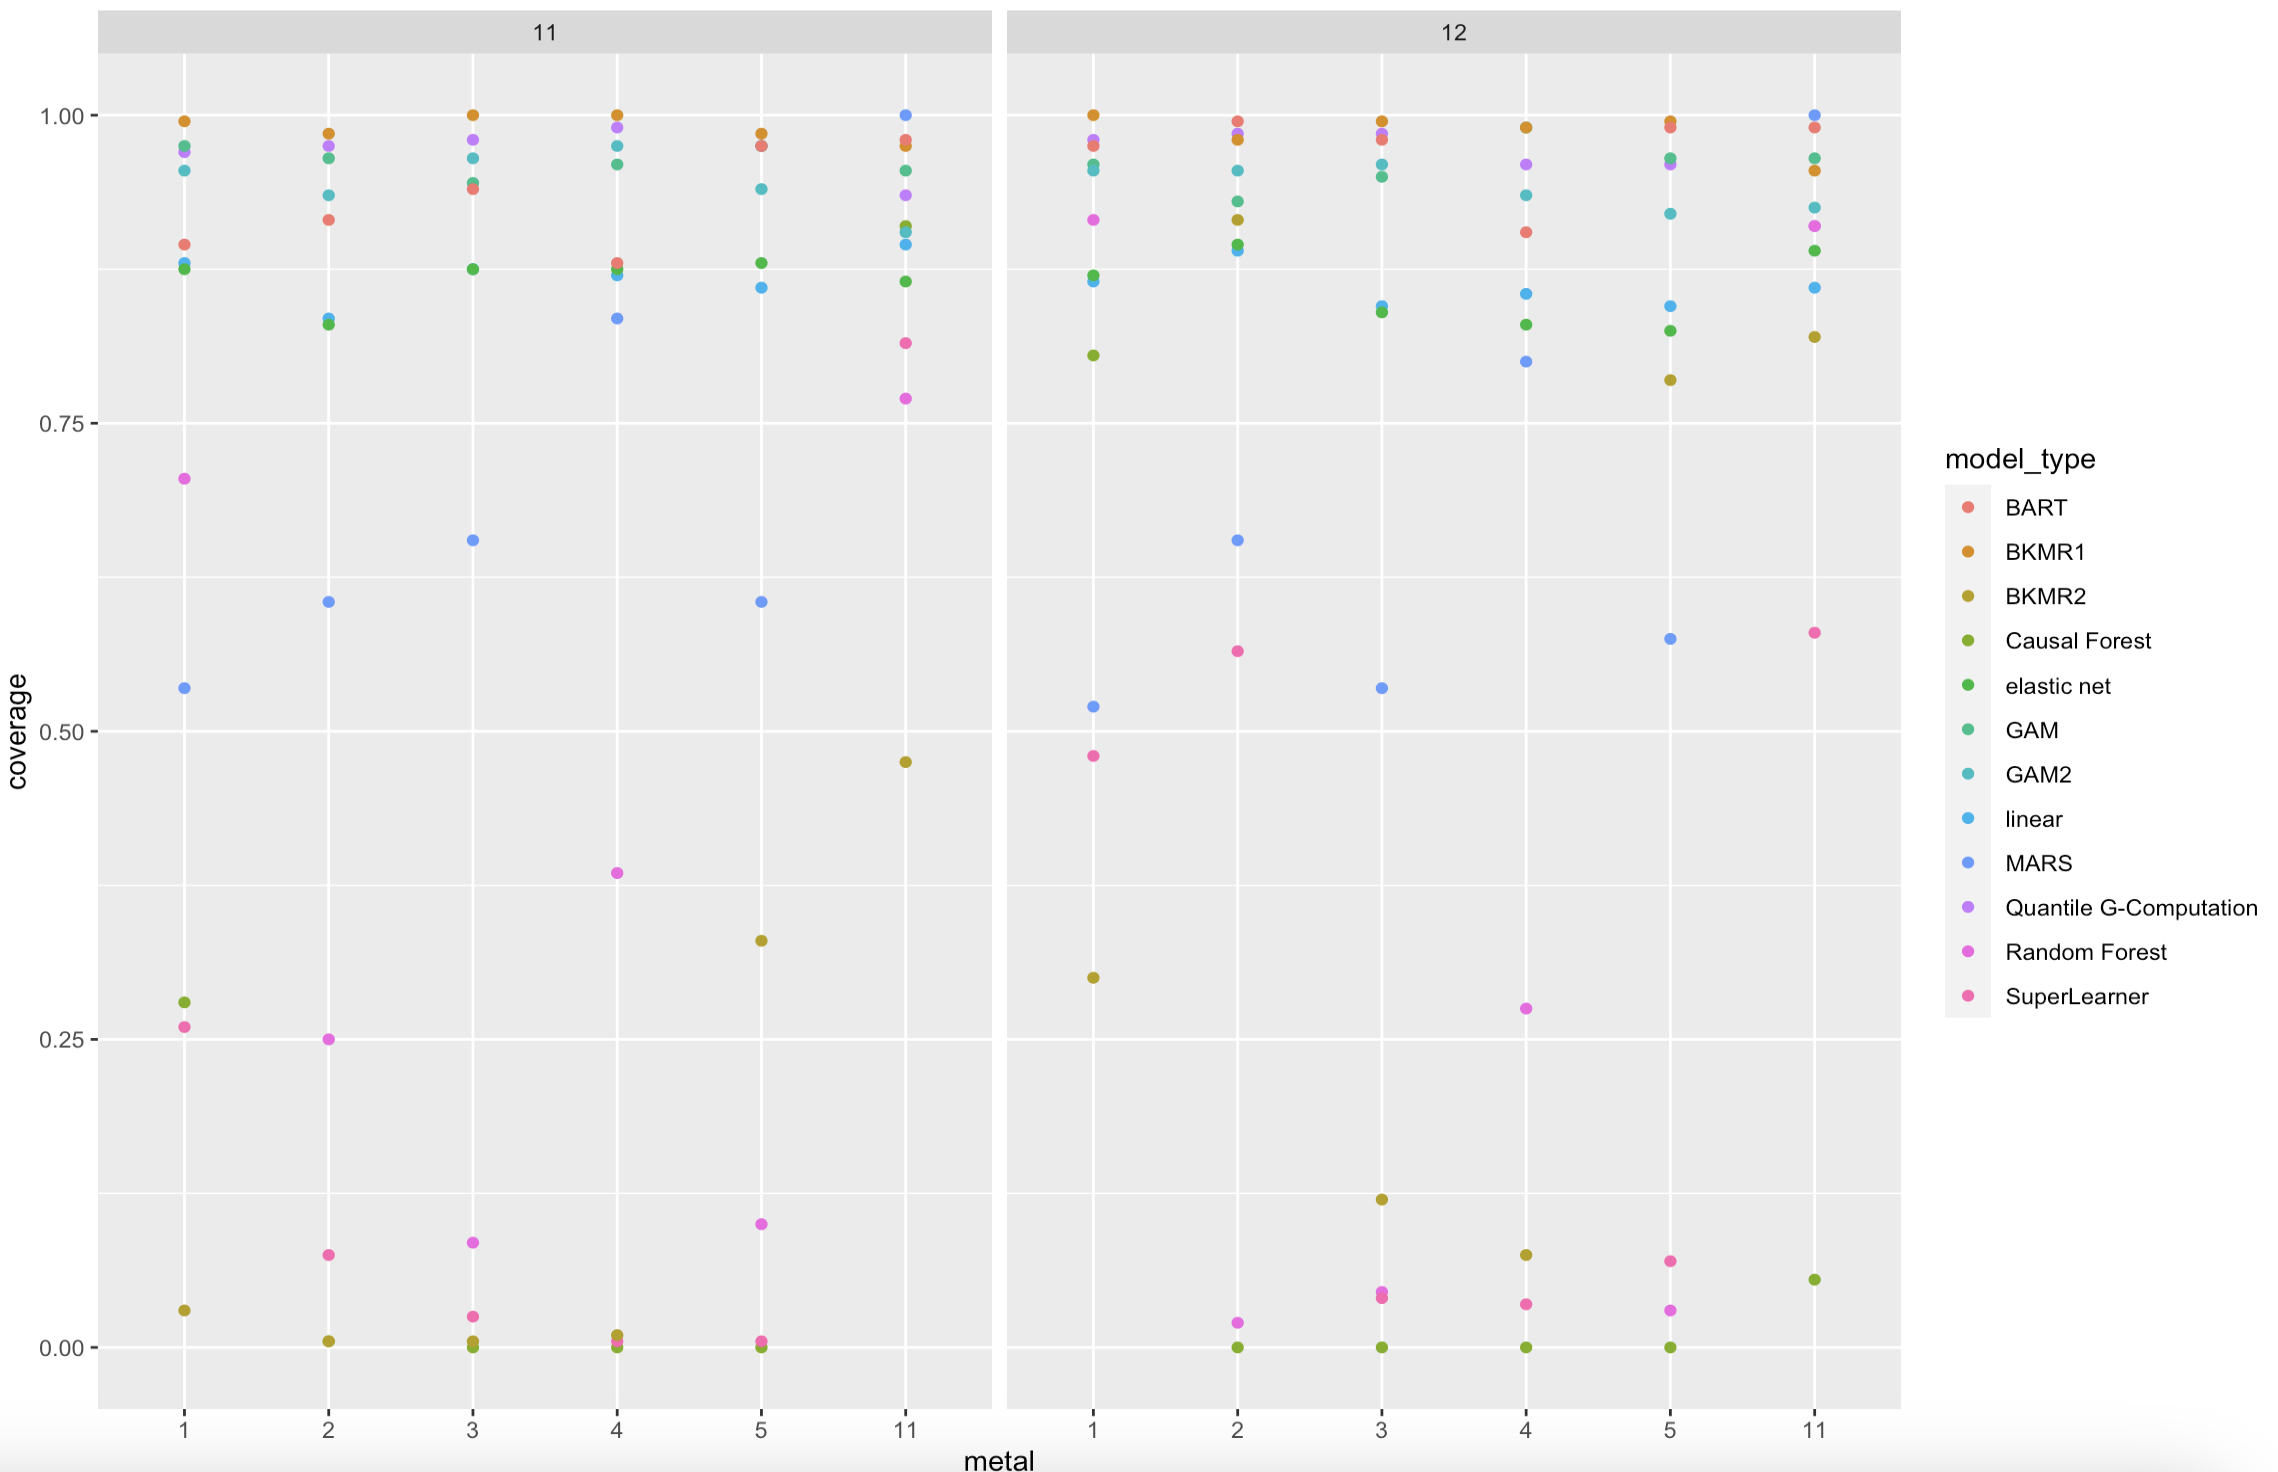 11
12
1.00
0.75
0.50
0.25
0.00
coverage
1 2 3 4 5 11
1 2 3 4 5 11
metal
model_type
BART
BKMR1
BKMR2
Causal Forest
elastic net
GAM
GAM2
linear
MARS
Quantile G-Computation
Random Forest
SuperLearner